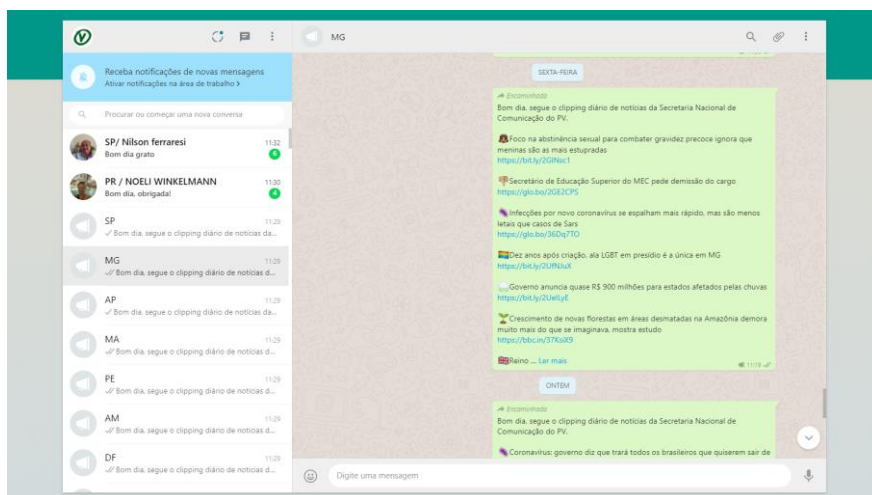 MG
Receba notificações de novas mensagens
Ativar notificações na área de trabalho >
Procurar ou começar uma nova conversa
SP/ Nilson ferraresi
11:32
Bom dia grato
6
PR / NOELI WINKELMANN
11:30
Bom dia, obrigada!
4
SP
11:29
Bom dia, segue o clipping diário de notícias da...
MG
11:29
Bom dia, segue o clipping diário de notícias d...
AP
11:29
Bom dia, segue o clipping diário de notícias da...
MA
11:29
Bom dia, segue o clipping diário de notícias d...
PE
11:29
Bom dia, segue o clipping diário de notícias d...
AM
11:29
Bom dia, segue o clipping diário de notícias d...
DF
11:29
Bom dia, segue o clipping diário de notícias d...
SEXTA-FEIRA
Encaminhada
Bom dia, segue o clipping diário de notícias da Secretaria Nacional de
Comunicação do PV.
Foco na abstinência sexual para combater gravidez precoce ignora que
meninas são as mais estupradas
https://bit.ly/2GINsc1
Secretário de Educação Superior do MEC pede demissão do cargo
https://glo.bo/2GE2CPS
Infecções por novo coronavírus se espalham mais rápido, mas são menos
letais que casos de Sars
https://glo.bo/36Dq7TO
Dez anos após criação, ala LGBT em presídio é a única em MG
https://bit.ly/2UfNJuX
Governo anuncia quase R$ 900 milhões para estados afetados pelas chuvas
https://bit.ly/2UelLyE
Crescimento de novas florestas em áreas desmatadas na Amazônia demora
muito mais do que se imaginava, mostra estudo
https://bbc.in/37KsiX9
Reino ... Ler mais
11:19
ONTEM
Encaminhada
Bom dia, segue o clipping diário de notícias da Secretaria Nacional de
Comunicação do PV.
Coronavírus: governo diz que trará todos os brasileiros que quiserem sair de
Digite uma mensagem